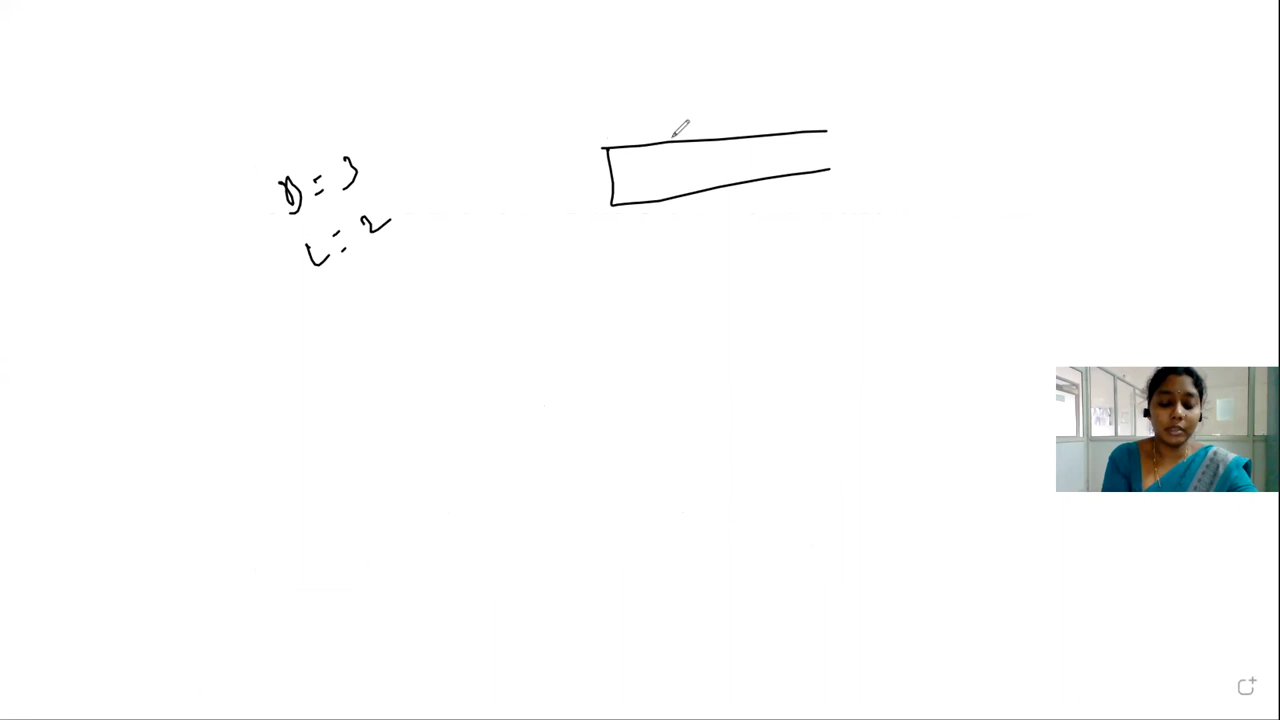 D = 3
L = 2